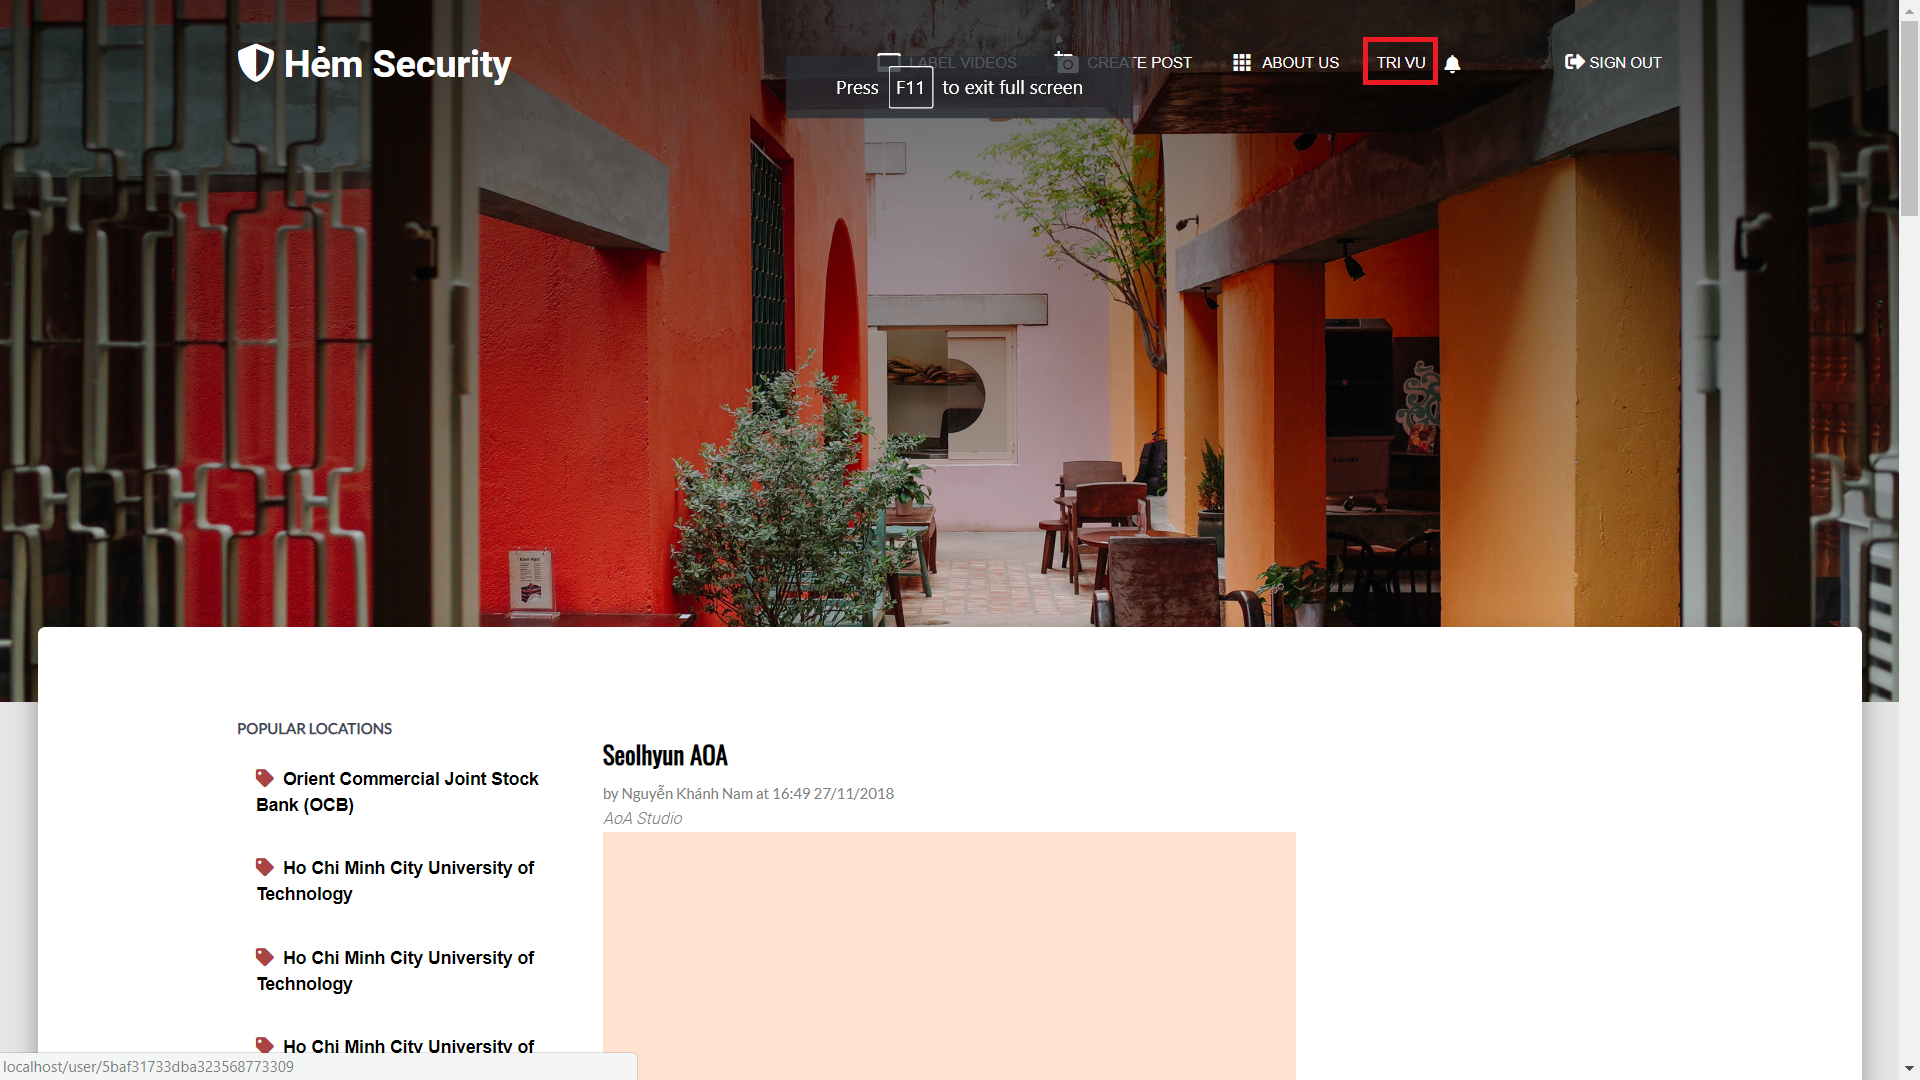 Hẻm Security
LABEL VIDEOS
CREATE POST
ABOUT US
TRI VU
SIGN OUT
Press F11 to exit full screen
POPULAR LOCATIONS
Orient Commercial Joint Stock
Bank (OCB)
Ho Chi Minh City University of
Technology
Ho Chi Minh City University of
Technology
Ho Chi Minh City University of
Seolhyun AOA
by Nguyễn Khánh Nam at 16:49 27/11/2018
AoA Studio
localhost/user/5baf31733dba323568773309